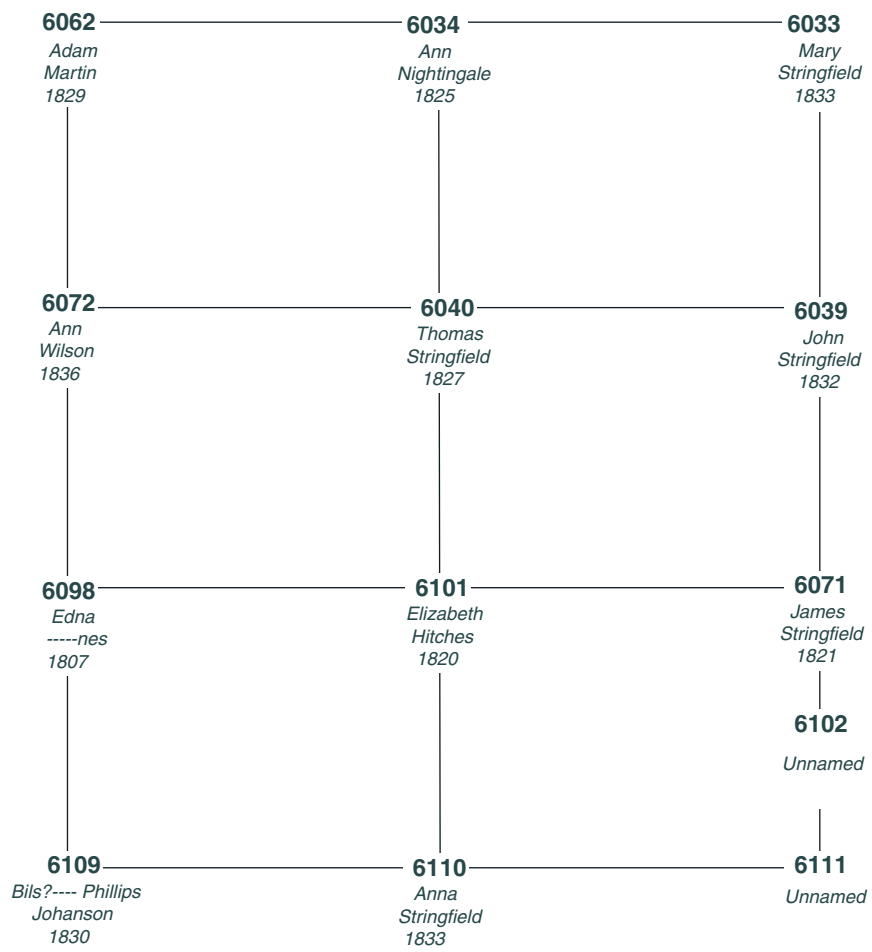 6062
Adam
Martin
1829
6034
Ann
Nightingale
1825
6033
Mary
Stringfield
1833
6072
Ann
Wilson
1836
6040
Thomas
Stringfield
1827
6039
John
Stringfield
1832
6098
Edna
-----nes
1807
6101
Elizabeth
Hitches
1820
6071
James
Stringfield
1821
6102
Unnamed
6109
Bils?---- Phillips
Johanson
1830
6110
Anna
Stringfield
1833
6111
Unnamed